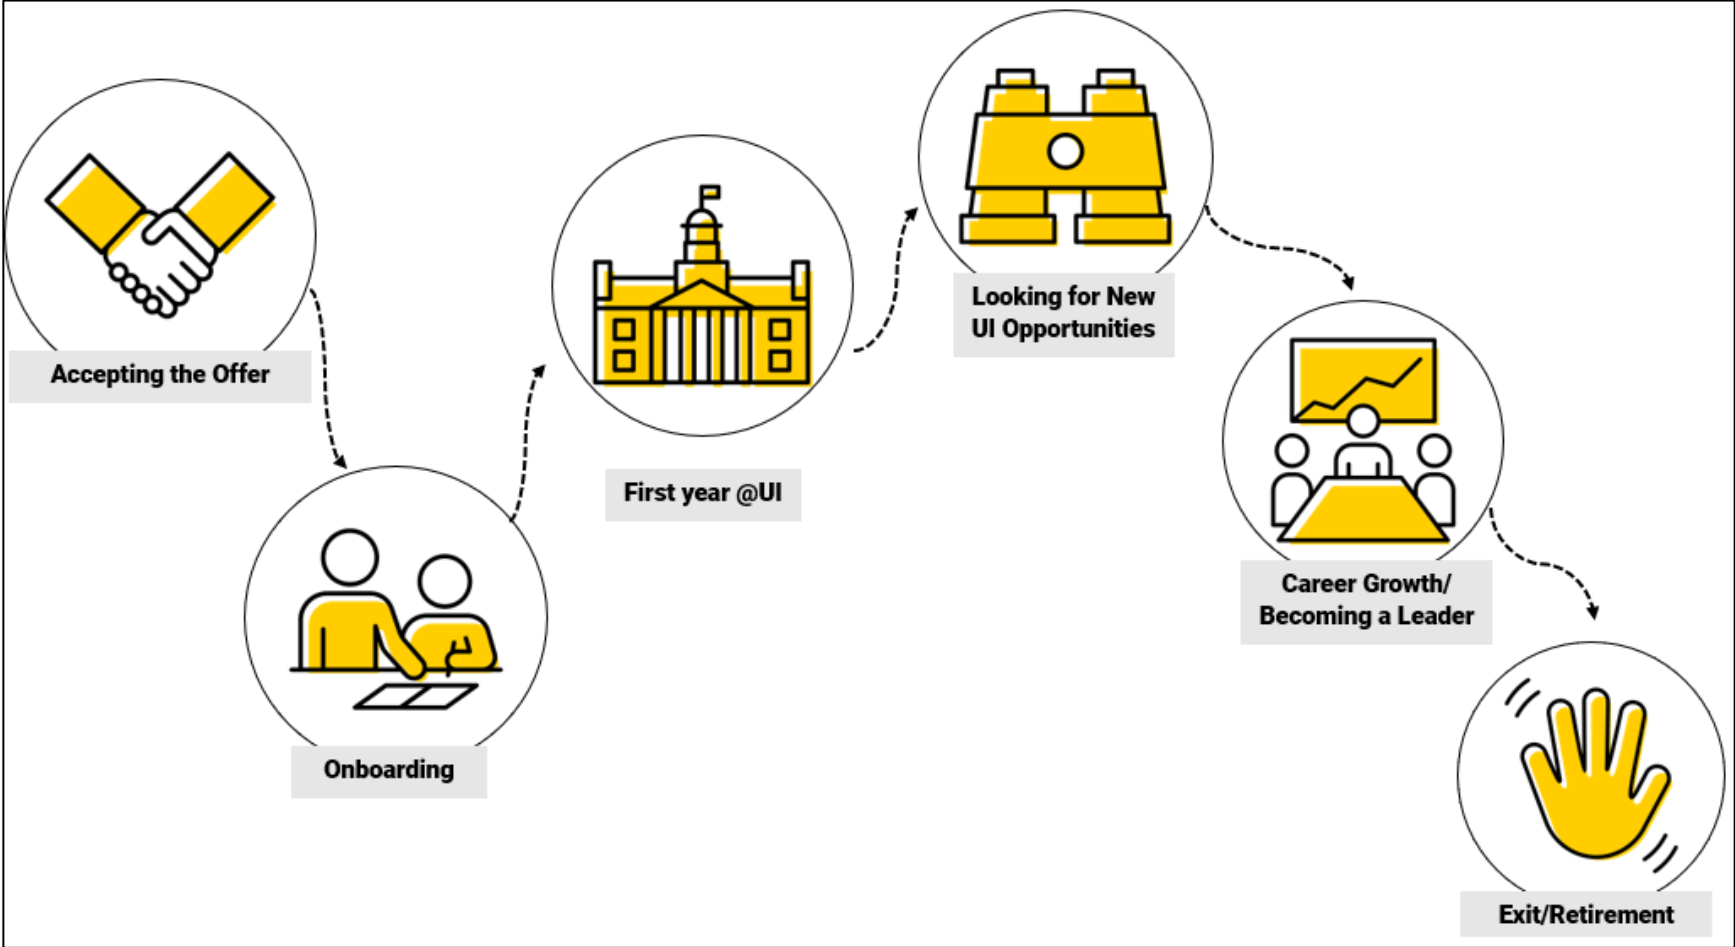 Accepting the Offer
Onboarding
First year @UI
Looking for New
UI Opportunities
Career Growth/
Becoming a Leader
Exit/Retirement